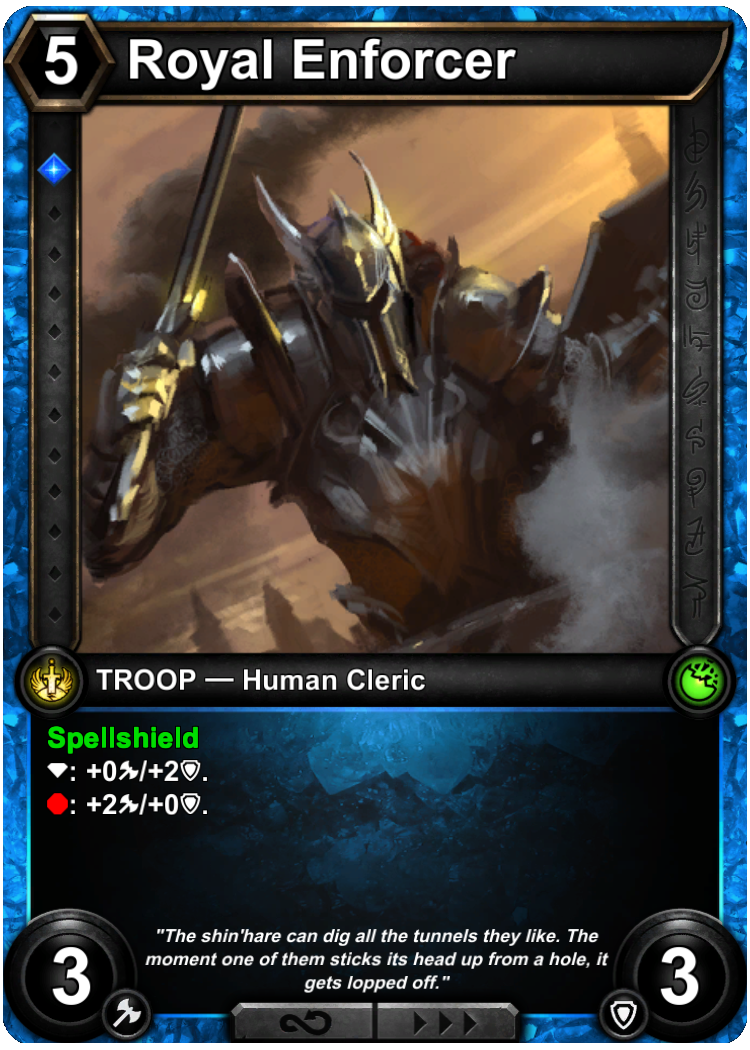 5 Royal Enforcer
TROOP — Human Cleric
Spellshield
: +0/+2.
: +2/+0.
"The shin'hare can dig all the tunnels they like. The
moment one of them sticks its head up from a hole, it
gets lopped off."
3 3